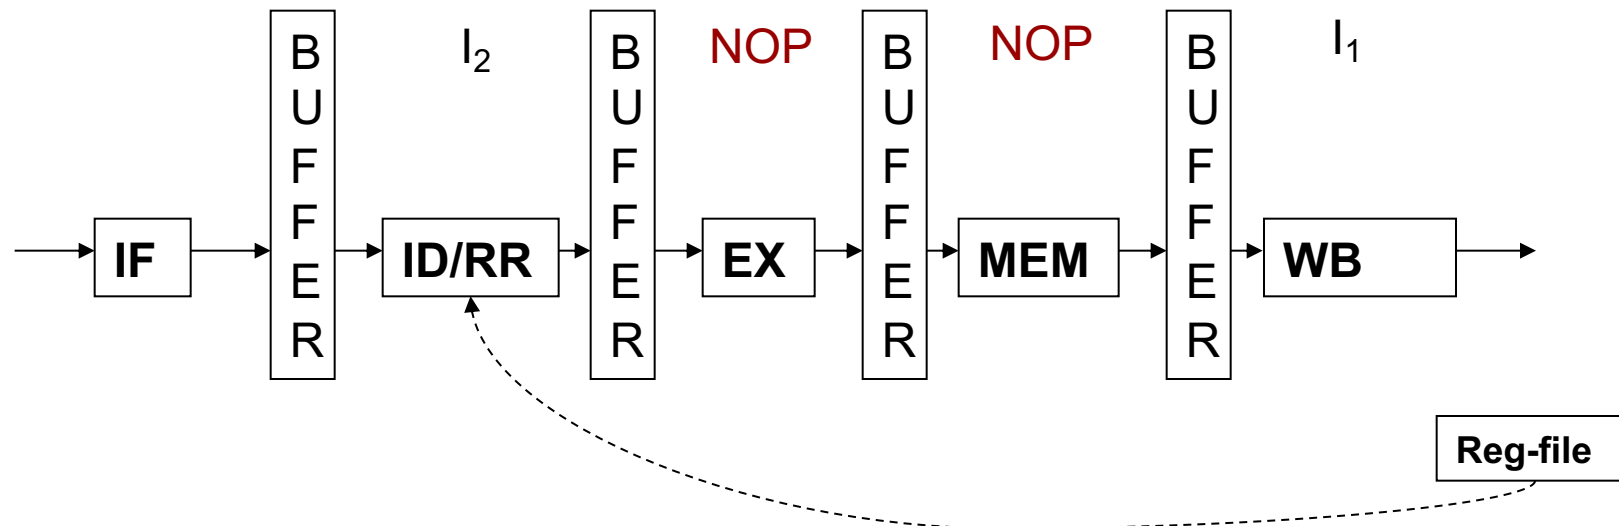 I₂
NOP
NOP
I₁
BUFFER
BUFFER
BUFFER
BUFFER
IF
ID/RR
EX
MEM
WB
Reg-file